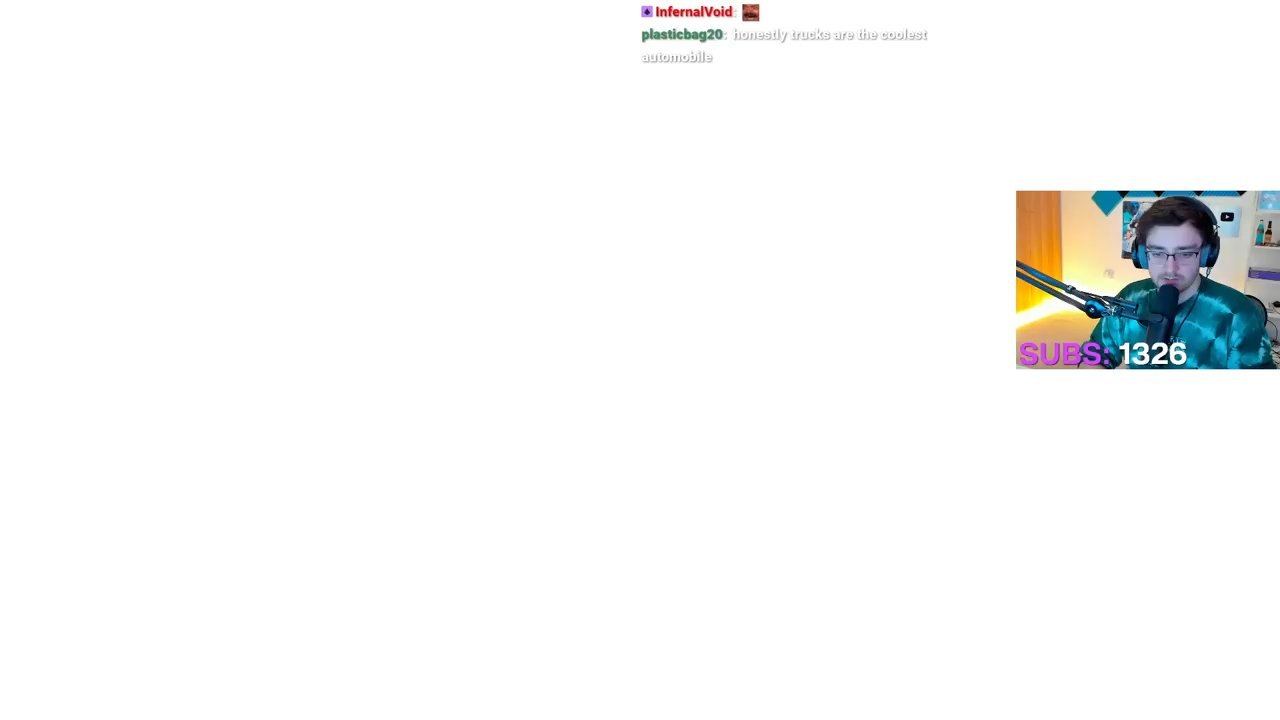 InfernalVoid:
plasticbag20: honestly trucks are the coolest
automobile
SUBS: 1326